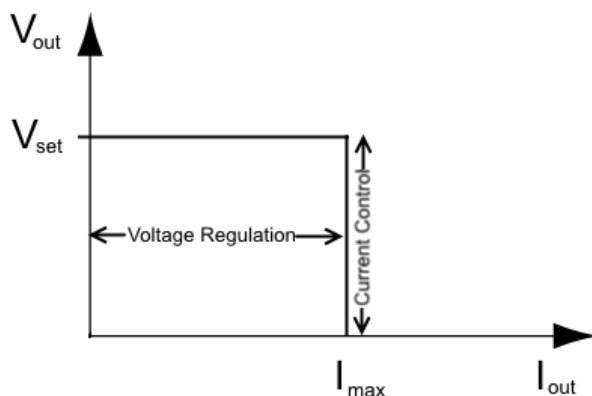 Vout
Vset
Voltage Regulation
Current Control
Imax
Iout